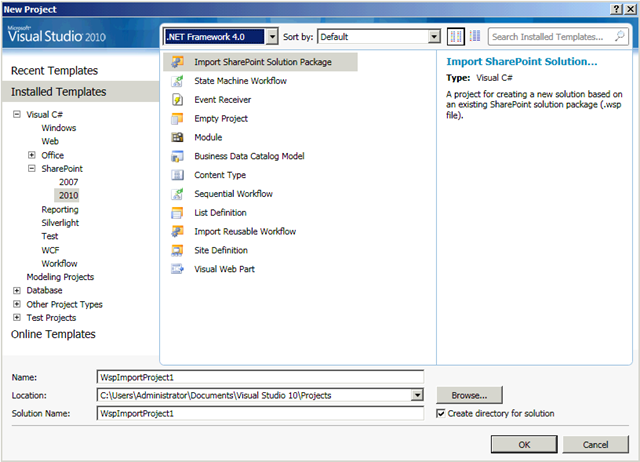 New Project
Microsoft
Visual Studio 2010
.NET Framework 4.0
Sort by:
Default
Search Installed Templates
Recent Templates
Installed Templates
Visual C#
Windows
Web
Office
SharePoint
2007
2010
Reporting
Silverlight
Test
WCF
Workflow
Modeling Projects
Database
Other Project Types
Test Projects
Online Templates
Import SharePoint Solution Package
State Machine Workflow
Event Receiver
Empty Project
Module
Business Data Catalog Model
Content Type
Sequential Workflow
List Definition
Import Reusable Workflow
Site Definition
Visual Web Part
Import SharePoint Solution...
Type: Visual C#
A project for creating a new solution based on
an existing SharePoint solution package (.wsp
file).
Name:
WspImportProject1
Location:
C:\Users\Administrator\Documents\Visual Studio 10\Projects
Browse...
Solution Name:
WspImportProject1
Create directory for solution
OK
Cancel